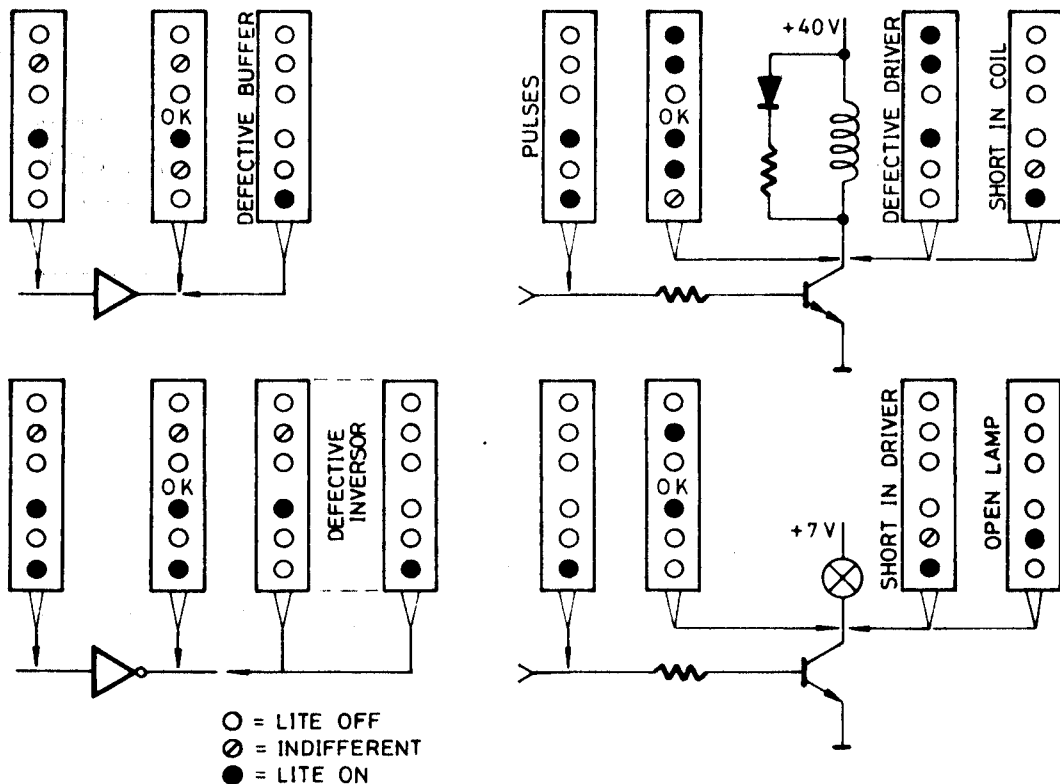 OK
DEFECTIVE BUFFER
PULSES
OK
+40V
DEFECTIVE DRIVER
SHORT IN COIL
OK
DEFECTIVE
INVERSOR
OK
+7V
SHORT IN DRIVER
OPEN LAMP
= LITE OFF
= INDIFFERENT
= LITE ON